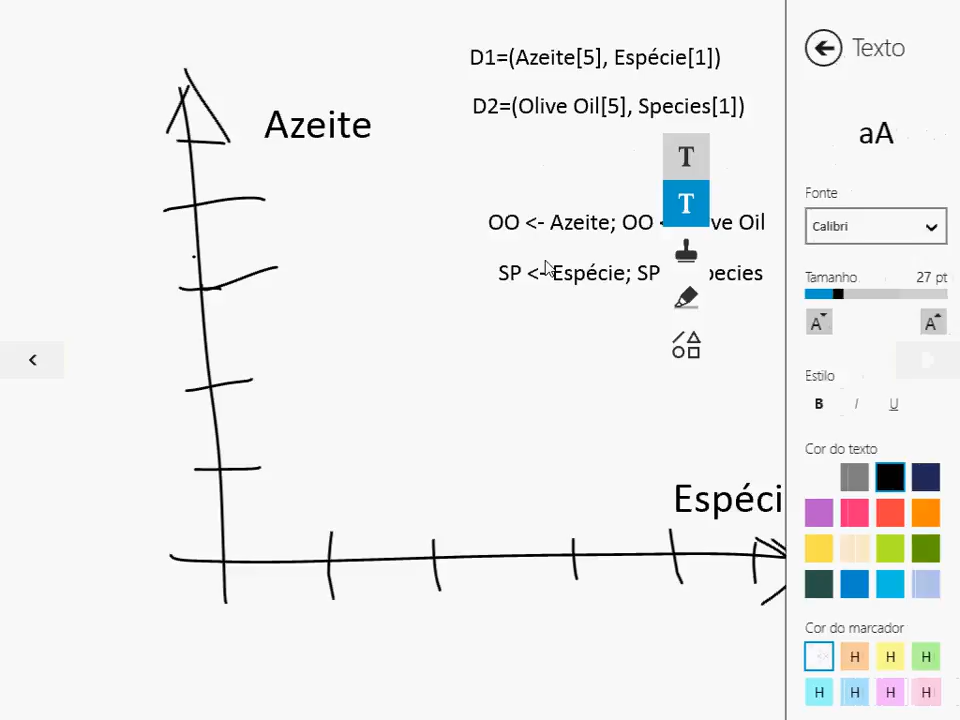 D1=(Azeite[5], Espécie[1])
D2=(Olive Oil[5], Species[1])
Azeite
OO <- Azeite; OO ve Oil
SP <- Espécie; SP pecies
Espéci
T
T
Texto
aA
Fonte
Calibri
Tamanho 27 pt
A A
Estilo
B I U
Cor do texto
Cor do marcador
H H H
H H H H